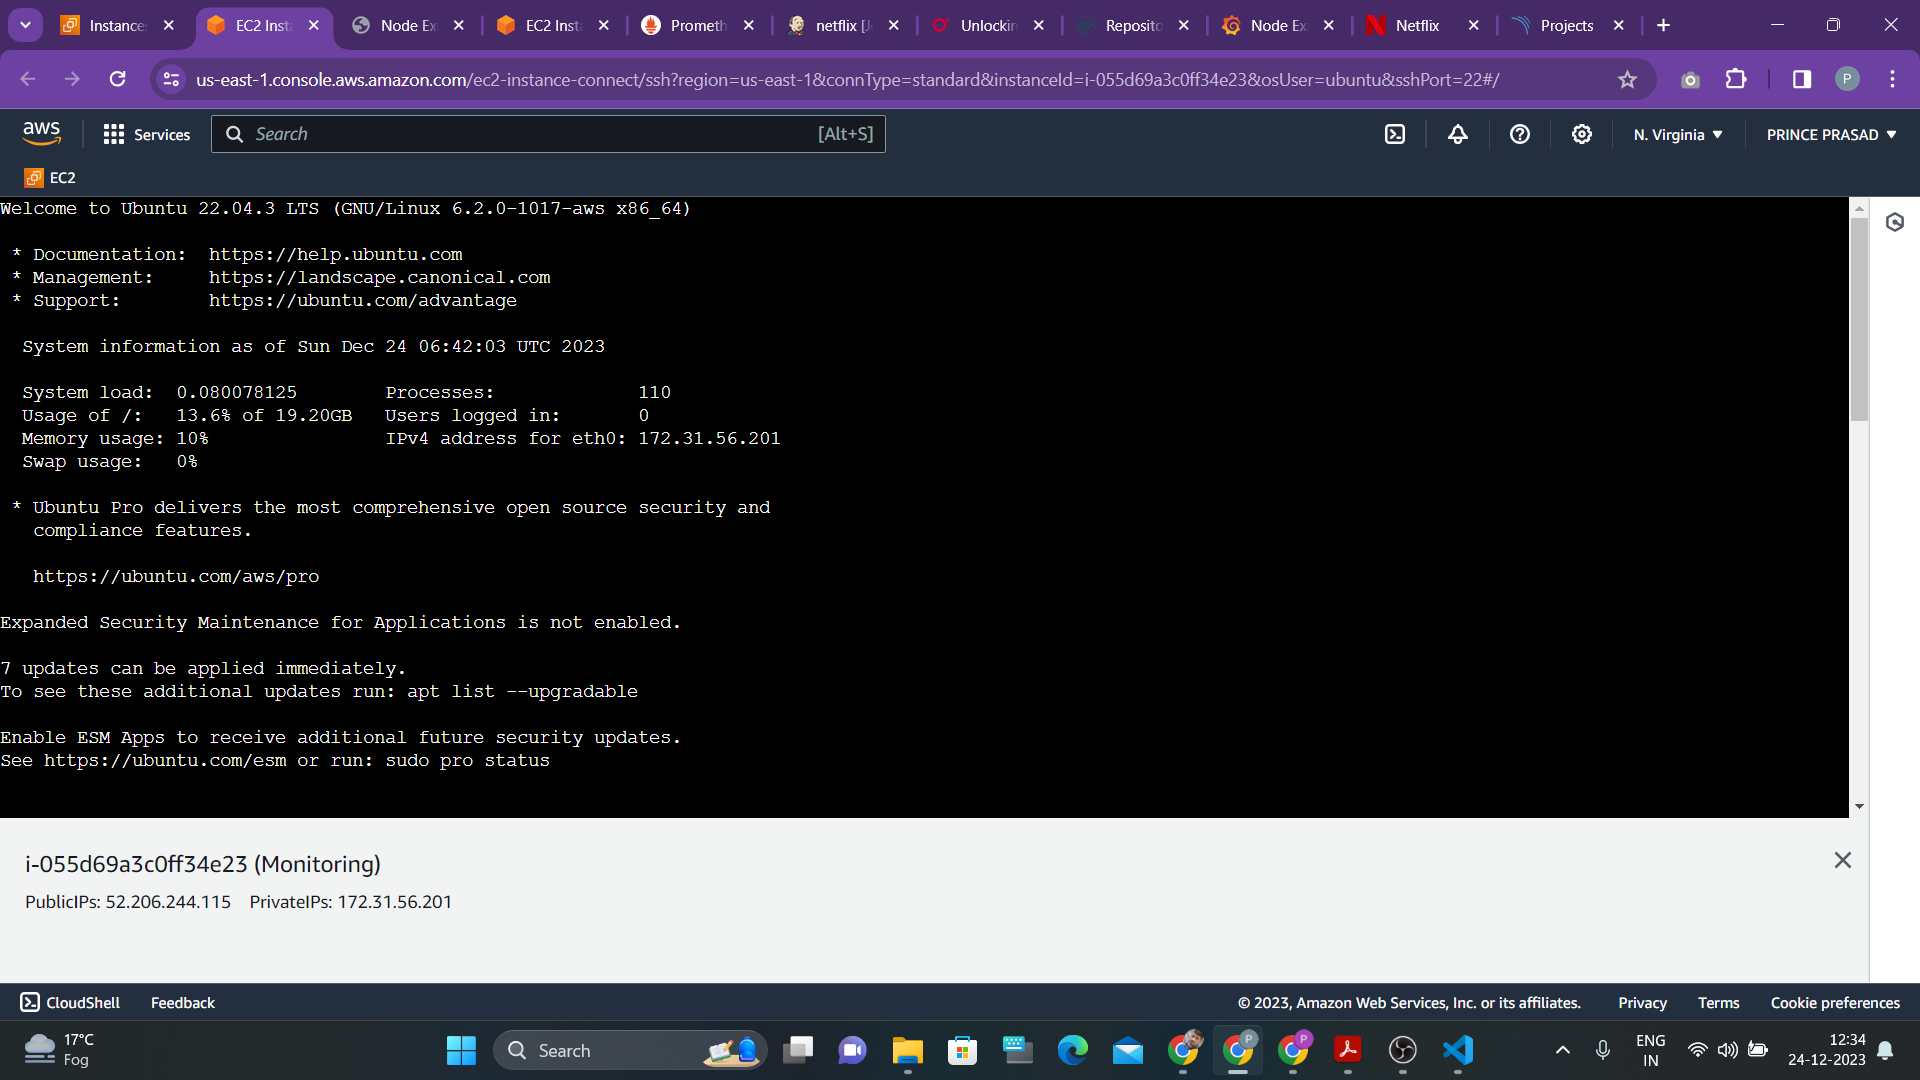 Instance
EC2 Inst
Node Ex
EC2 Inst
Prometh
netflix [J
Unlockin
Reposito
Node Ex
Netflix
Projects
us-east-1.console.aws.amazon.com/ec2-instance-connect/ssh?region=us-east-1&connType=standard&instanceId=i-055d69a3c0ff34e23&osUser=ubuntu&sshPort=22#/
P
aws
Services
Search
[Alt+S]
N. Virginia
PRINCE PRASAD
EC2
Welcome to Ubuntu 22.04.3 LTS (GNU/Linux 6.2.0-1017-aws x86_64)
* Documentation: https://help.ubuntu.com
* Management: https://landscape.canonical.com
* Support: https://ubuntu.com/advantage
System information as of Sun Dec 24 06:42:03 UTC 2023
System load: 0.080078125 Processes: 110
Usage of /: 13.6% of 19.20GB Users logged in: 0
Memory usage: 10% IPv4 address for eth0: 172.31.56.201
Swap usage: 0%
* Ubuntu Pro delivers the most comprehensive open source security and
compliance features.
https://ubuntu.com/aws/pro
Expanded Security Maintenance for Applications is not enabled.
7 updates can be applied immediately.
To see these additional updates run: apt list --upgradable
Enable ESM Apps to receive additional future security updates.
See https://ubuntu.com/esm or run: sudo pro status
i-055d69a3c0ff34e23 (Monitoring)
PublicIPs: 52.206.244.115 PrivateIPs: 172.31.56.201
CloudShell
Feedback
© 2023, Amazon Web Services, Inc. or its affiliates.
Privacy
Terms
Cookie preferences
17°C
Fog
Search
P
P
ENG
IN
12:34
24-12-2023